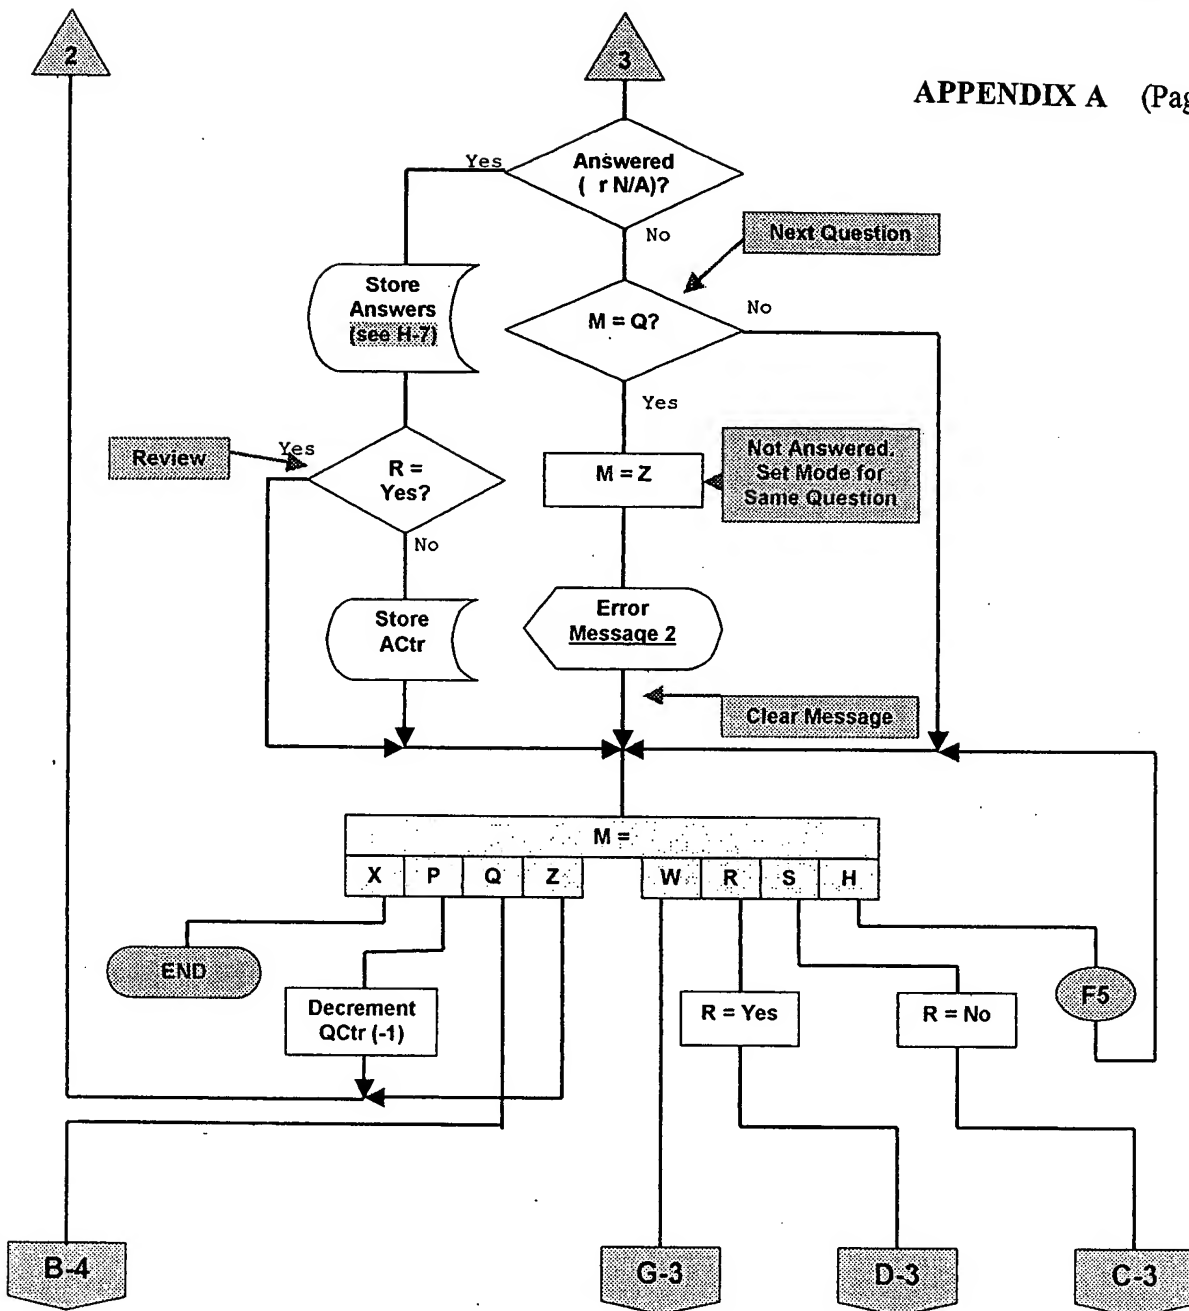 2
3
APPENDIX A (Pag
Yes
Answered
( r N/A)?
No
Next Question
Store
Answers
(see H-7)
M = Q?
No
Yes
Review
Yes
R =
Yes?
M = Z
Not Answered.
Set Mode for
Same Question
No
Store
ACtr
Error
Message 2
Clear Message
M =
X P Q Z W R S H
END
Decrement
QCtr (-1)
R = Yes
R = No
F5
B-4
G-3
D-3
C-3